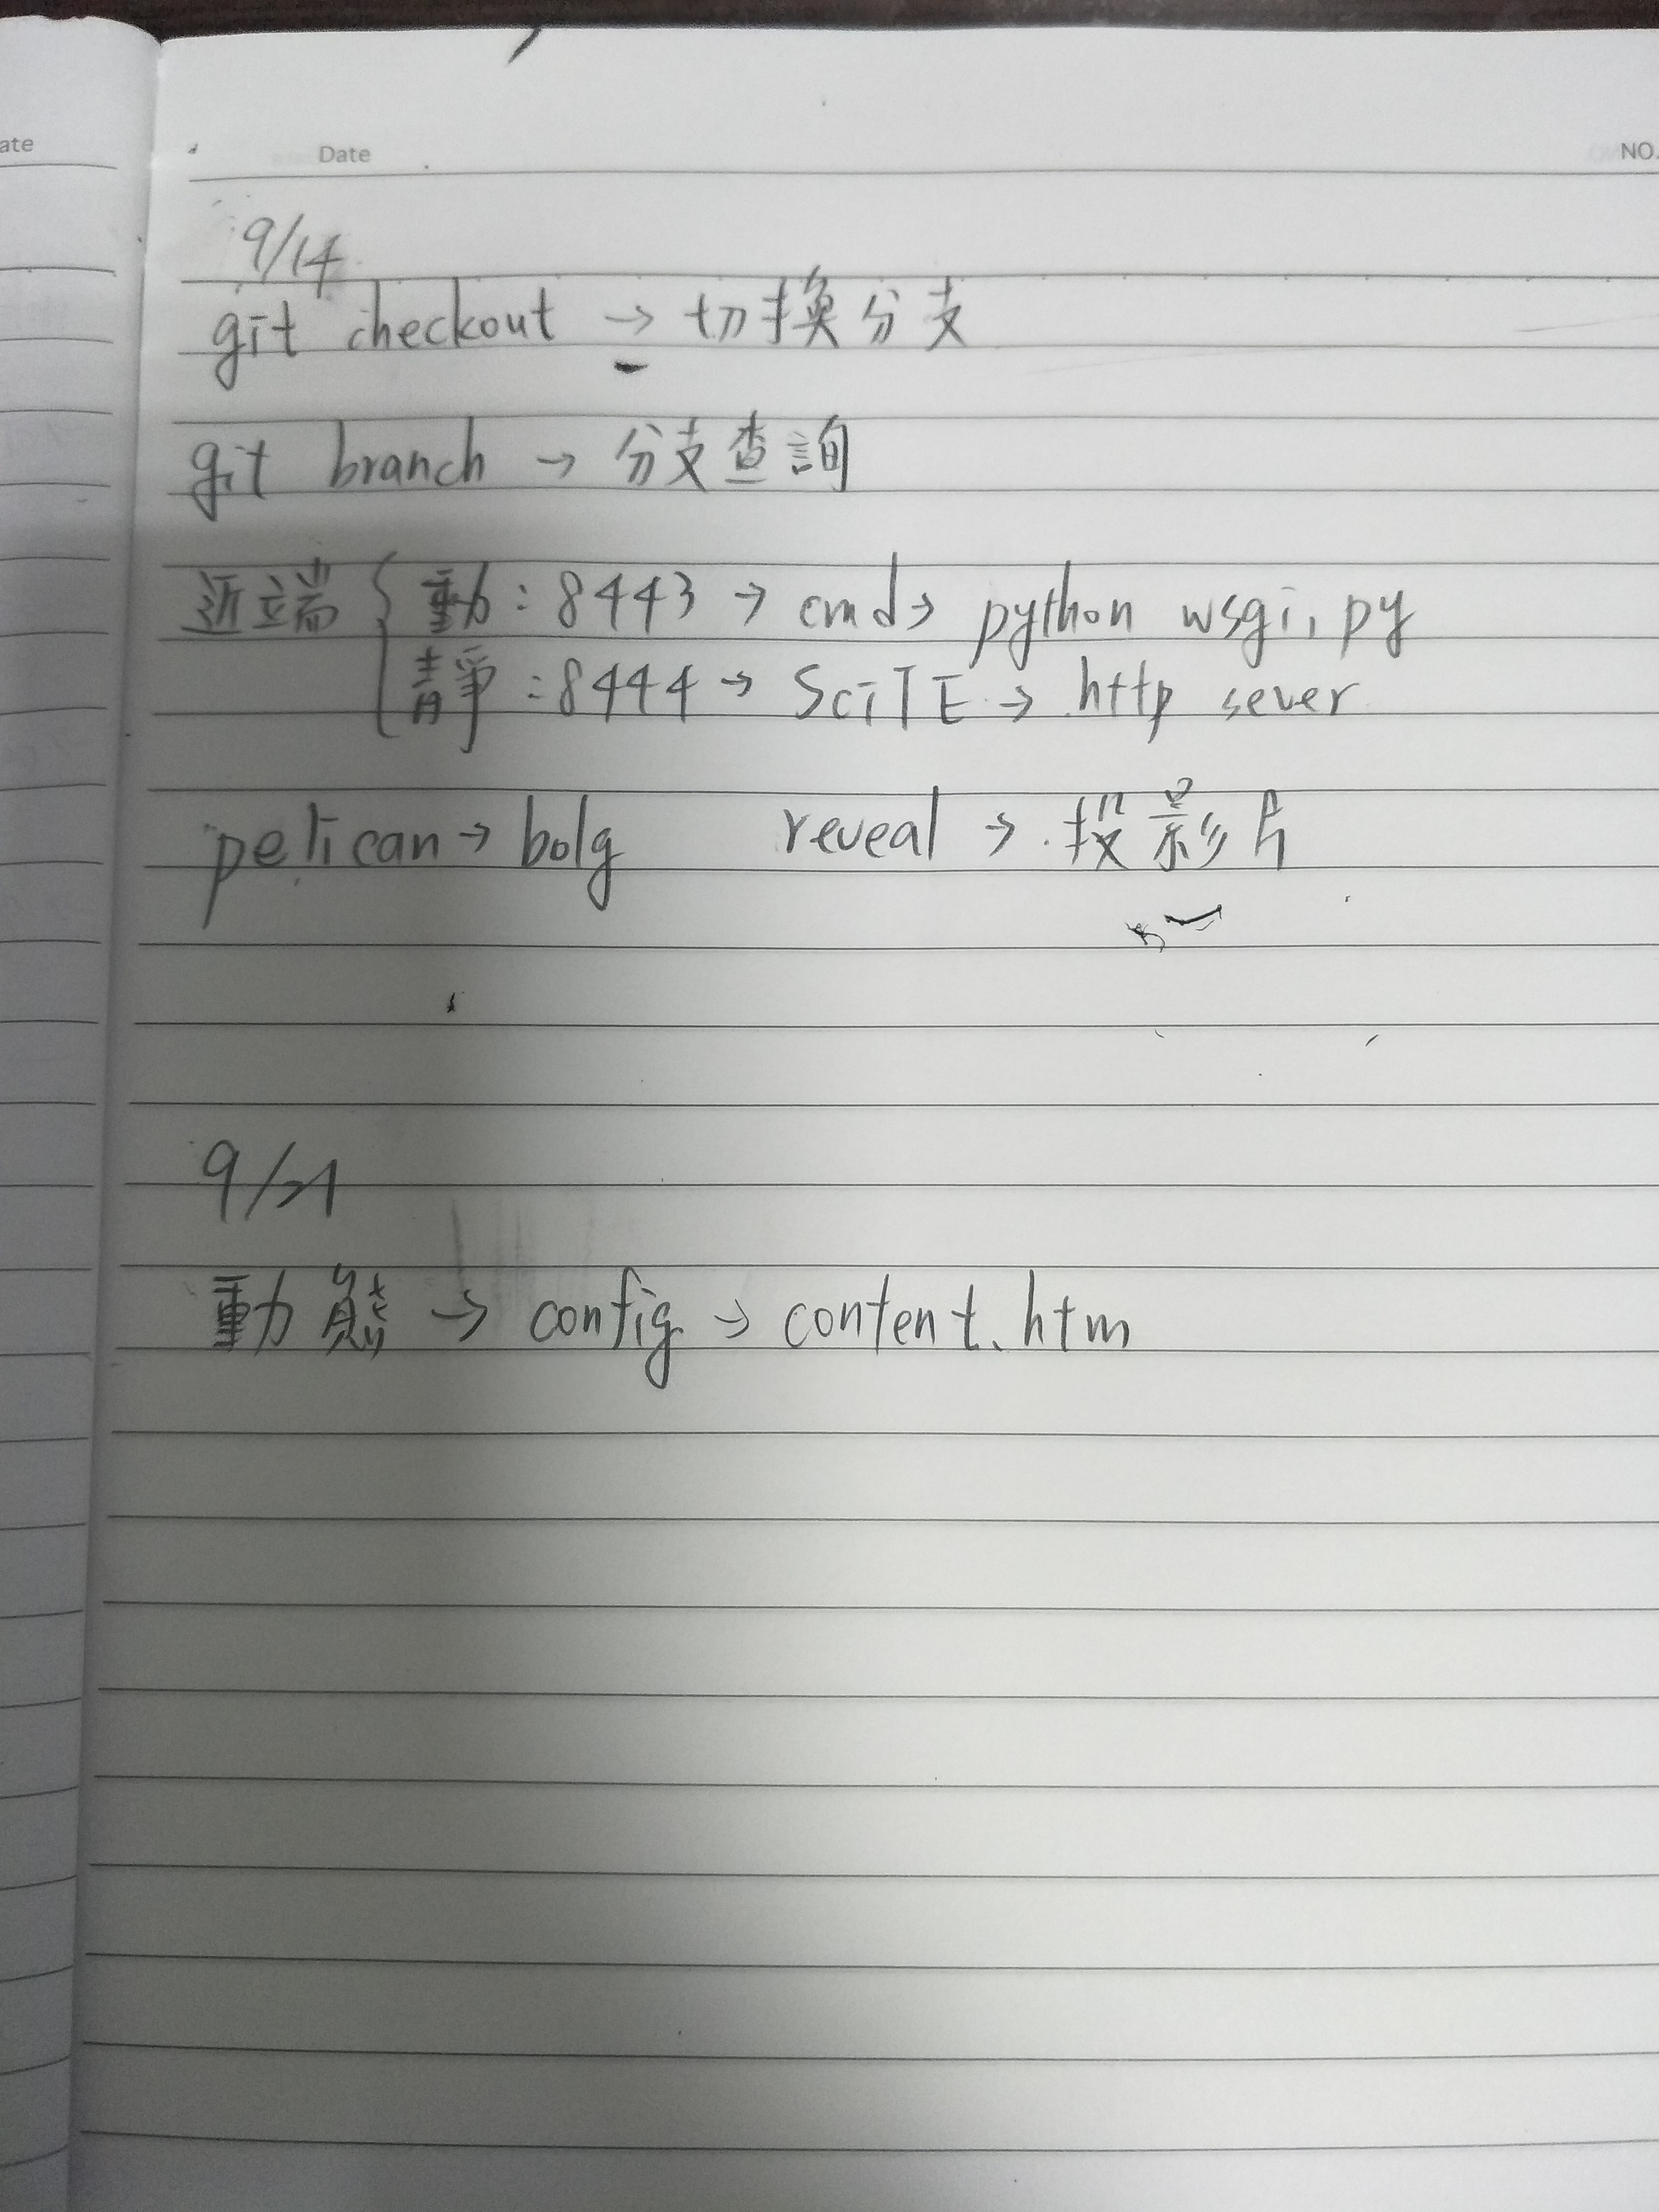 Date
NO.
ate
9/14
git checkout → 切換分支
git branch → 分支查詢
近端 { 動:8443 → cmd → python wsgi.py
靜:8444 → SciTE → http sever
pelican → bolg reveal → 投影片
9/21
動態 → config → content.htm